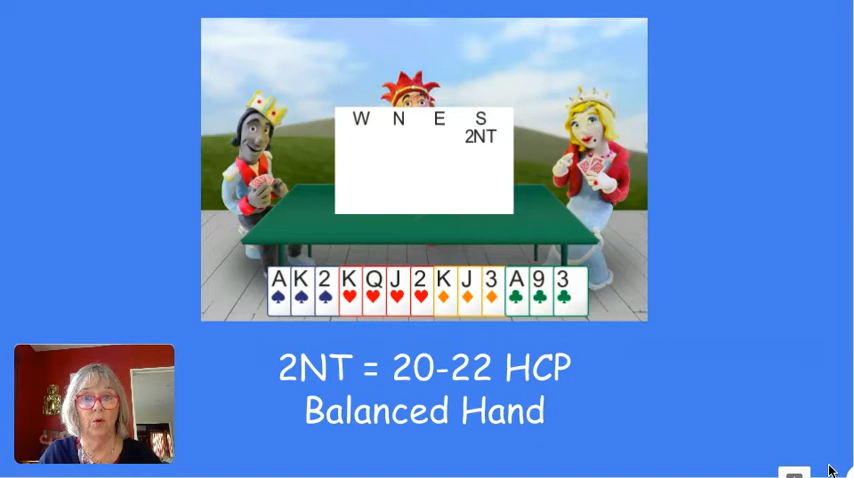 W N E S
2NT
A K 2 K Q J 2 K J 3 A 9 3
♠ ♠ ♠ ♥ ♥ ♥ ♥ ♦ ♦ ♦ ♣ ♣ ♣
2NT = 20-22 HCP
Balanced Hand